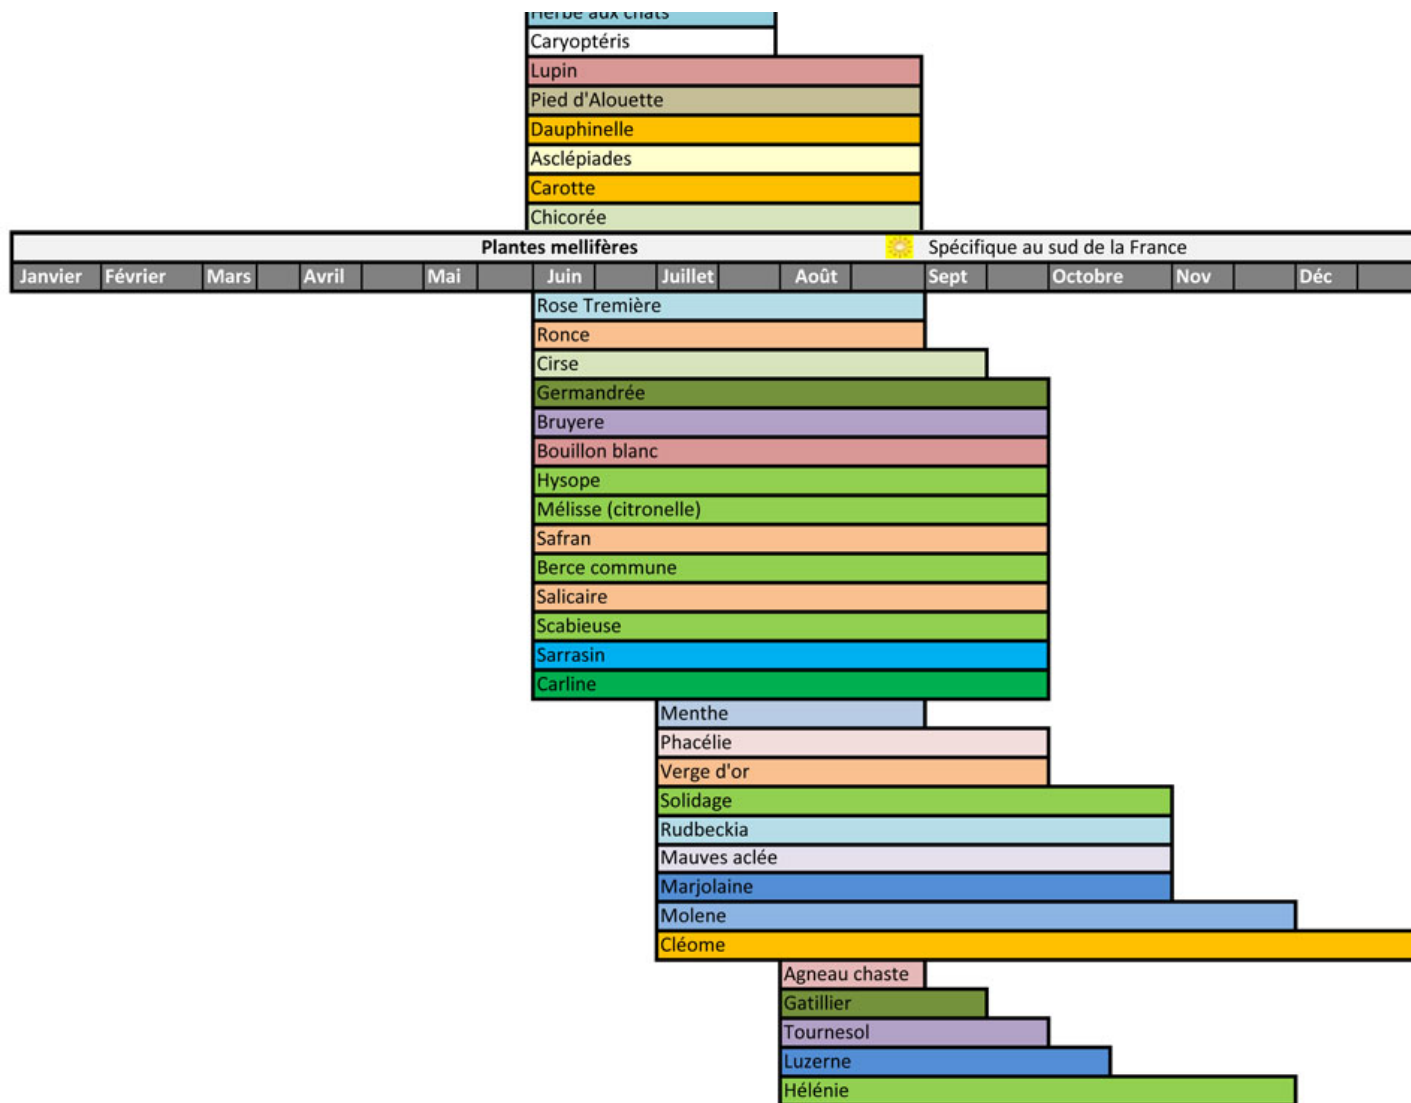 Herbe aux chats
Caryoptéris
Lupin
Pied d'Alouette
Dauphinelle
Asclépiades
Carotte
Chicorée
Plantes mellifères Spécifique au sud de la France
Janvier Février Mars Avril Mai Juin Juillet Août Sept Octobre Nov Déc
Rose Tremière
Ronce
Cirse
Germandrée
Bruyere
Bouillon blanc
Hysope
Mélisse (citronelle)
Safran
Berce commune
Salicaire
Scabieuse
Sarrasin
Carline
Menthe
Phacélie
Verge d'or
Solidage
Rudbeckia
Mauves aclée
Marjolaine
Molene
Cléome
Agneau chaste
Gatillier
Tournesol
Luzerne
Hélénie